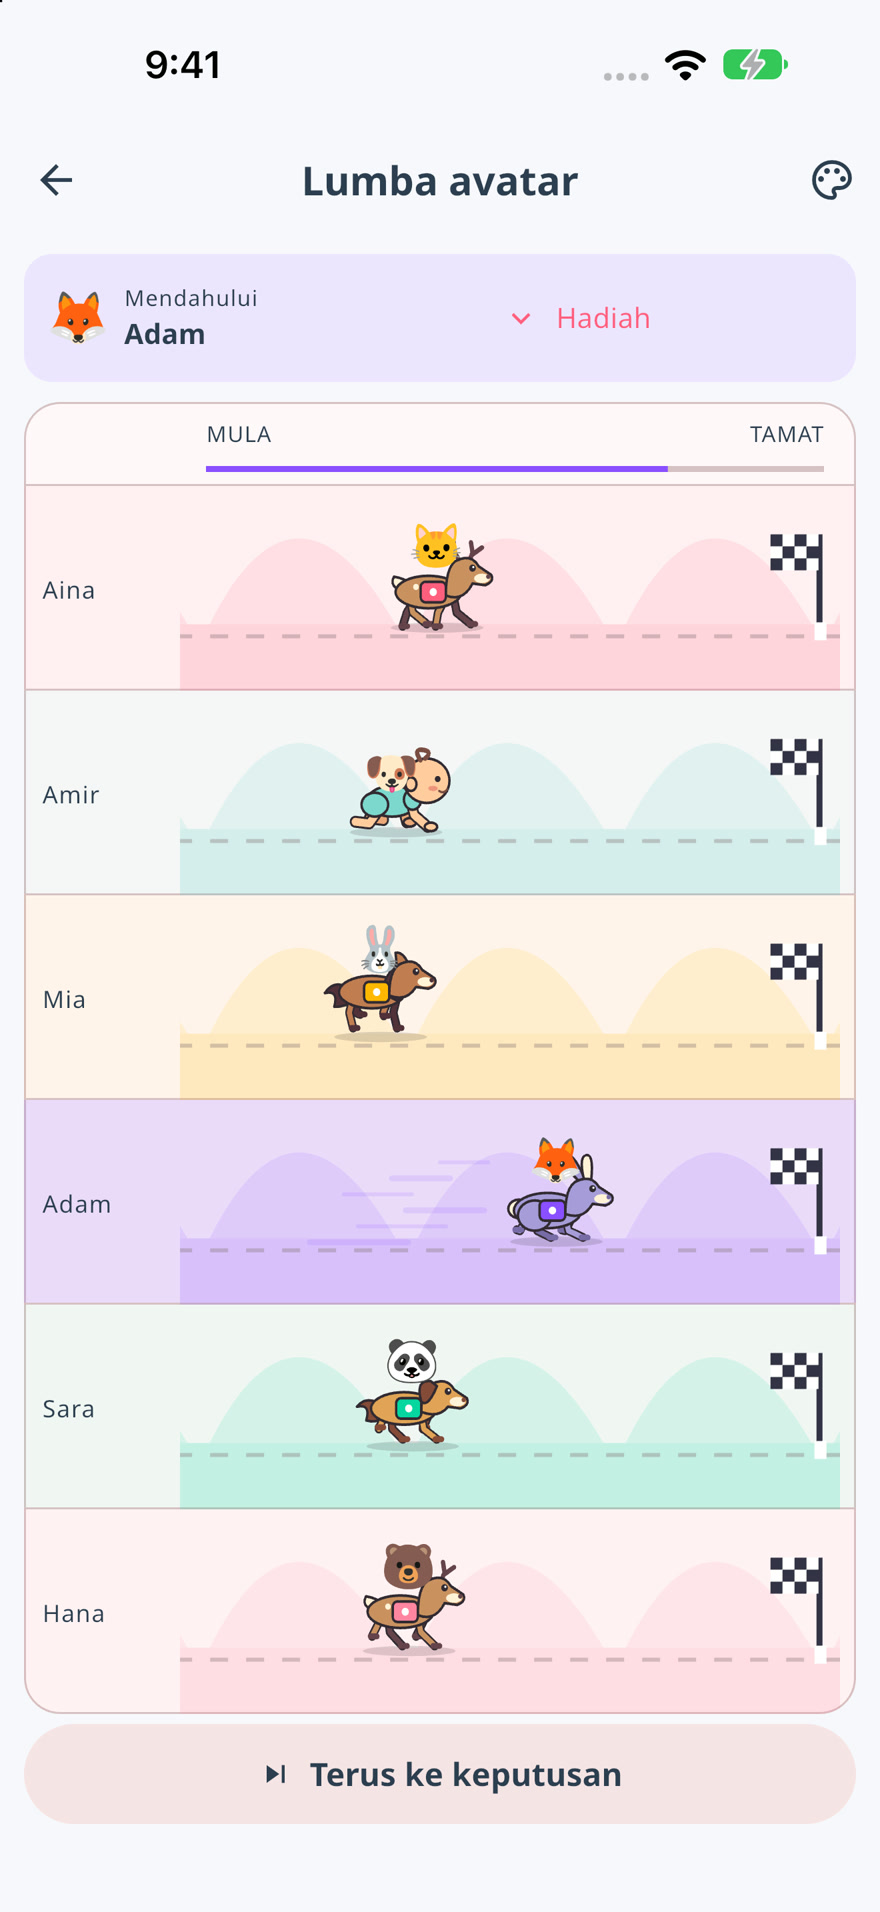 9:41
Lumba avatar
Mendahului
Adam
Hadiah
MULA TAMAT
Aina
Amir
Mia
Adam
Sara
Hana
Terus ke keputusan